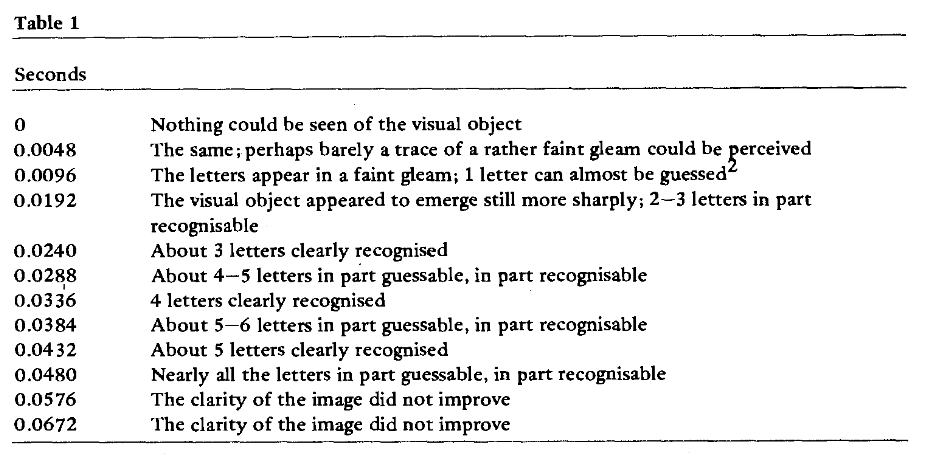 Table 1
Seconds
0 Nothing could be seen of the visual object
0.0048 The same; perhaps barely a trace of a rather faint gleam could be perceived
0.0096 The letters appear in a faint gleam; 1 letter can almost be guessed2
0.0192 The visual object appeared to emerge still more sharply; 2–3 letters in part
recognisable
0.0240 About 3 letters clearly recognised
0.0288 About 4–5 letters in part guessable, in part recognisable
0.0336 4 letters clearly recognised
0.0384 About 5–6 letters in part guessable, in part recognisable
0.0432 About 5 letters clearly recognised
0.0480 Nearly all the letters in part guessable, in part recognisable
0.0576 The clarity of the image did not improve
0.0672 The clarity of the image did not improve